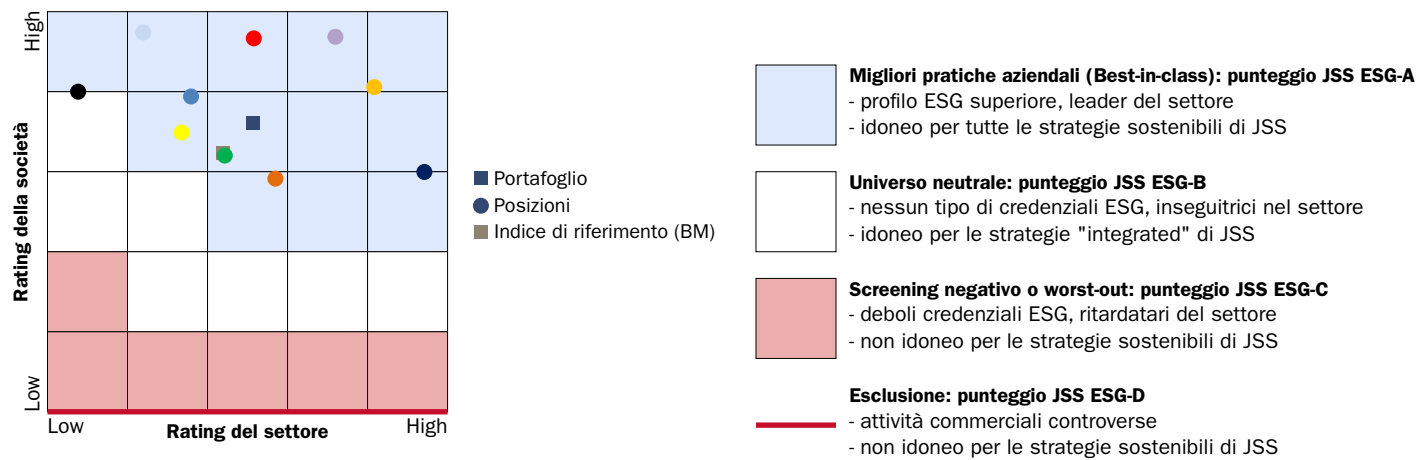 High
Rating della società
Low
Low
Rating del settore
High
Portafoglio
Posizioni
Indice di riferimento (BM)
Migliori pratiche aziendali (Best-in-class): punteggio JSS ESG-A
- profilo ESG superiore, leader del settore
- idoneo per tutte le strategie sostenibili di JSS
Universo neutrale: punteggio JSS ESG-B
- nessun tipo di credenziali ESG, inseguitrici nel settore
- idoneo per le strategie "integrated" di JSS
Screening negativo o worst-out: punteggio JSS ESG-C
- deboli credenziali ESG, ritardatari del settore
- non idoneo per le strategie sostenibili di JSS
Esclusione: punteggio JSS ESG-D
- attività commerciali controverse
- non idoneo per le strategie sostenibili di JSS